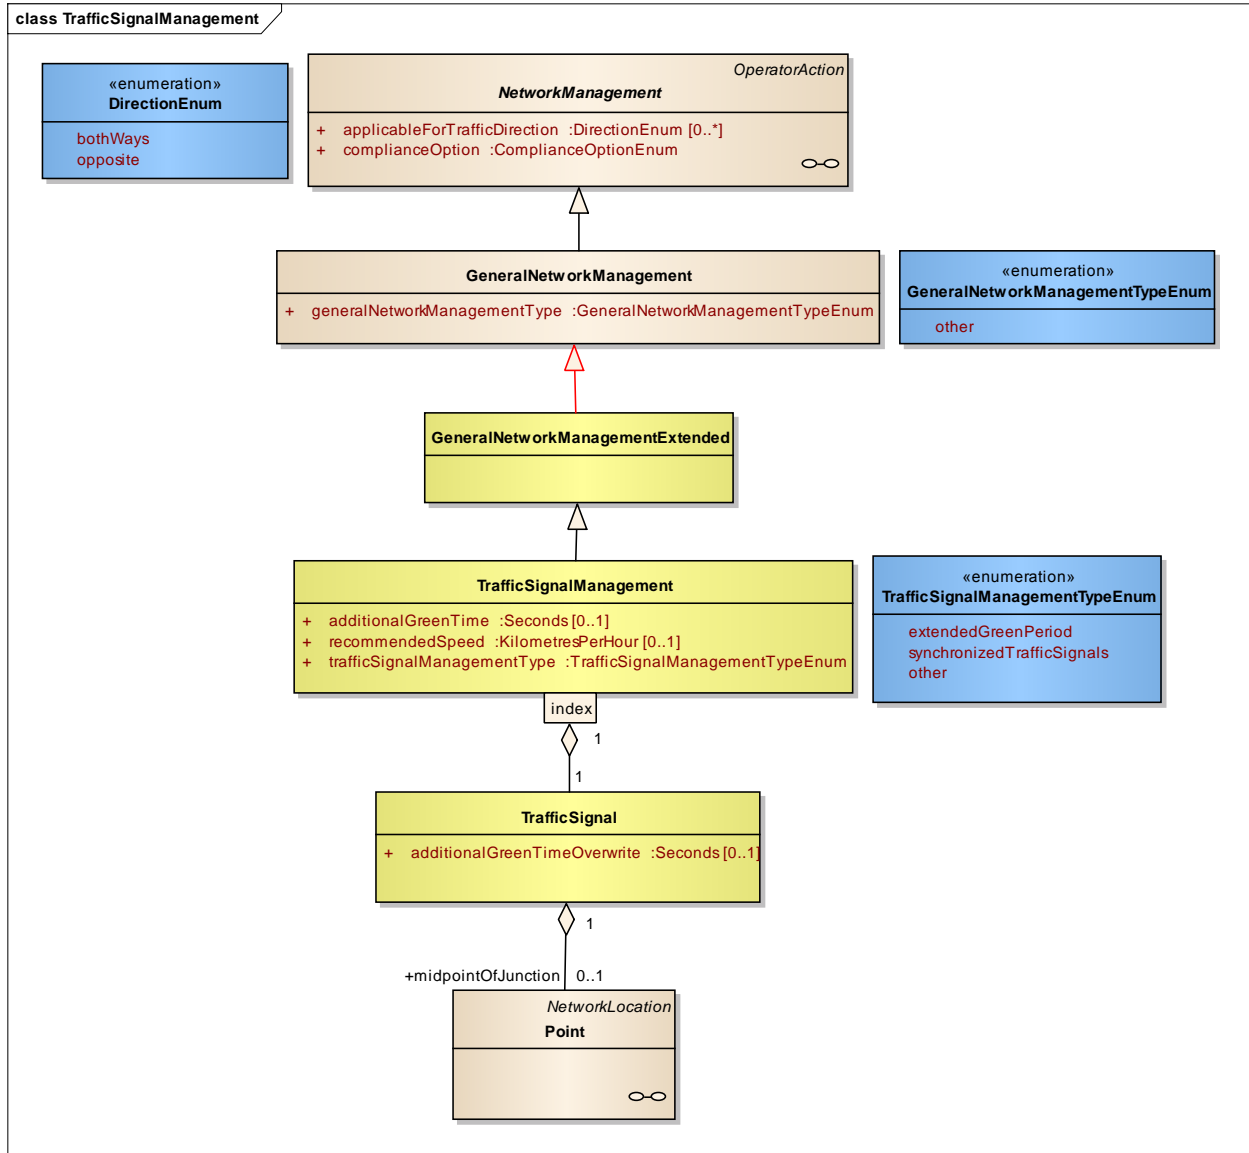 class TrafficSignalManagement
«enumeration»
DirectionEnum
bothWays
opposite
OperatorAction
NetworkManagement
+ applicableForTrafficDirection :DirectionEnum [0..*]
+ complianceOption :ComplianceOptionEnum
GeneralNetworkManagement
+ generalNetworkManagementType :GeneralNetworkManagementTypeEnum
«enumeration»
GeneralNetworkManagementTypeEnum
other
GeneralNetworkManagementExtended
TrafficSignalManagement
+ additionalGreenTime :Seconds [0..1]
+ recommendedSpeed :KilometresPerHour [0..1]
+ trafficSignalManagementType :TrafficSignalManagementTypeEnum
«enumeration»
TrafficSignalManagementTypeEnum
extendedGreenPeriod
synchronizedTrafficSignals
other
index
1
1
TrafficSignal
+ additionalGreenTimeOverwrite :Seconds [0..1]
1
+midpointOfJunction 0..1
NetworkLocation
Point